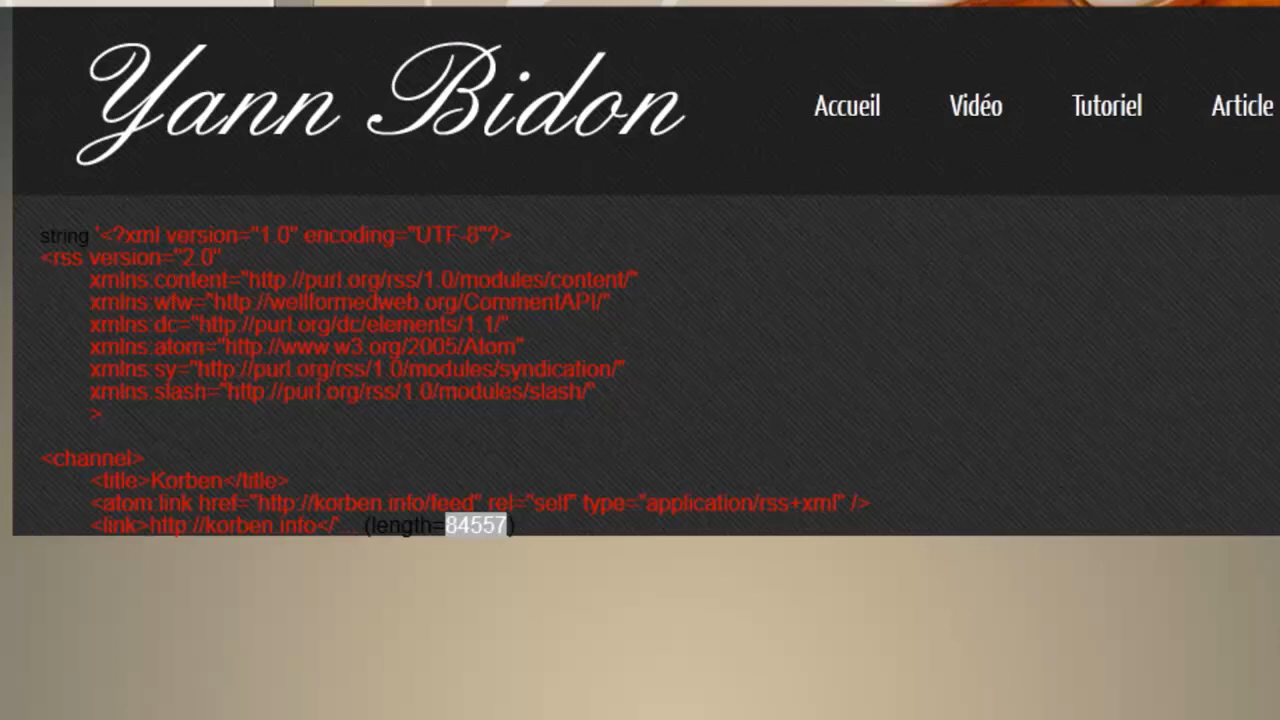 Yann Bidon
Accueil Vidéo Tutoriel Article
string '<?xml version="1.0" encoding="UTF-8"?>
<rss version="2.0"
xmlns:content="http://purl.org/rss/1.0/modules/content/"
xmlns:wfw="http://wellformedweb.org/CommentAPI/"
xmlns:dc="http://purl.org/dc/elements/1.1/"
xmlns:atom="http://www.w3.org/2005/Atom"
xmlns:sy="http://purl.org/rss/1.0/modules/syndication/"
xmlns:slash="http://purl.org/rss/1.0/modules/slash/"
>
<channel>
<title>Korben</title>
<atom:link href="http://korben.info/feed" rel="self" type="application/rss+xml" />
<link>http://korben.info</'... (length=84557)